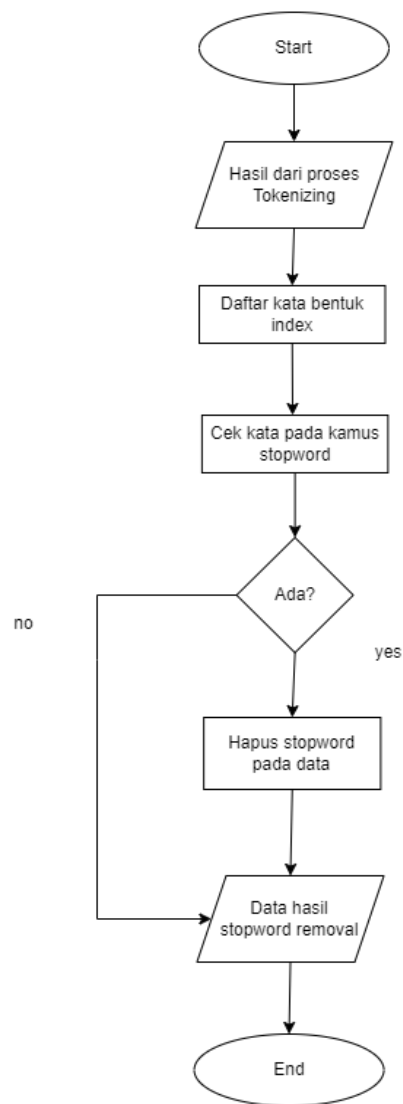 Start
Hasil dari proses
Tokenizing
Daftar kata bentuk
index
Cek kata pada kamus
stopword
Ada?
no
yes
Hapus stopword
pada data
Data hasil
stopword removal
End